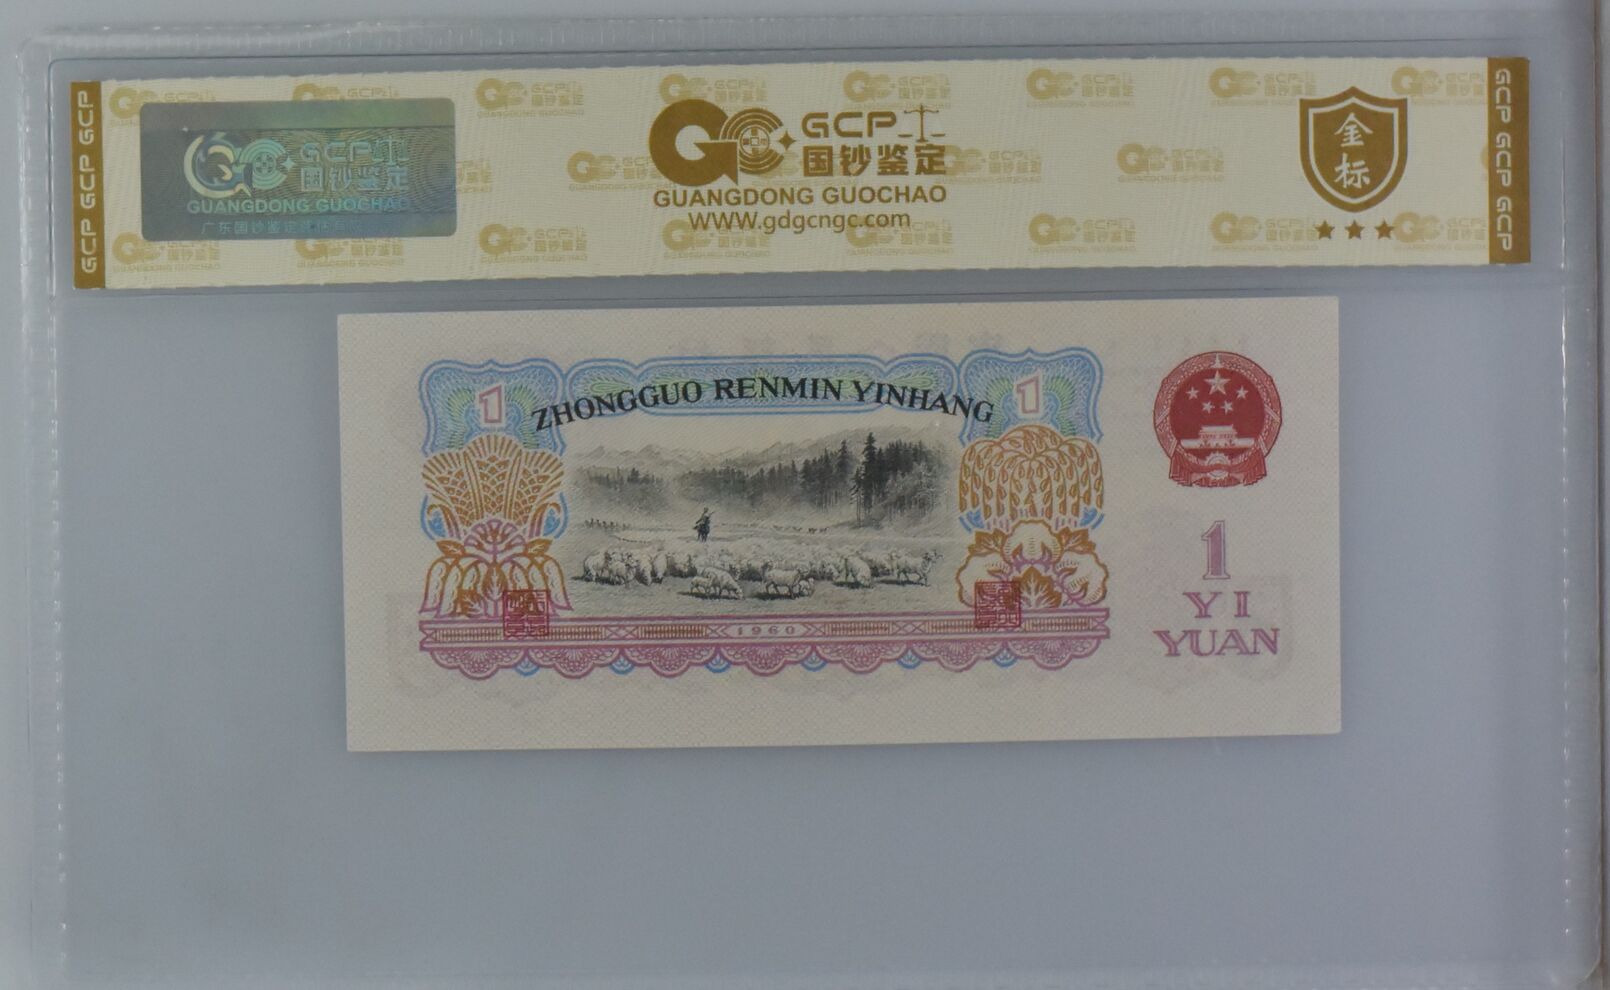 GCP GCP GCP
GCP
国钞鉴定
GUANGDONG GUOCHAO
GCP
国钞鉴定
GUANGDONG GUOCHAO
WWW.gdgcngc.com
金
标
GCP GCP GCP
ZHONGGUO RENMIN YINHANG
1
1
1960
1
YI
YUAN